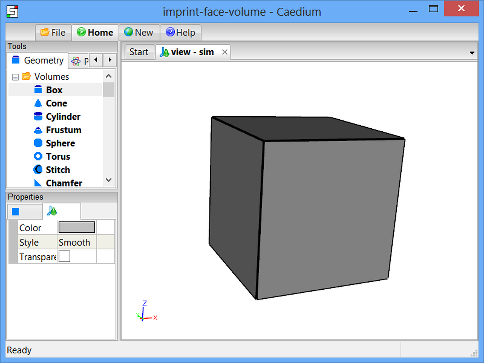 imprint-face-volume - Caedium
File Home New Help
Tools
Geometry
Volumes
Box
Cone
Cylinder
Frustum
Sphere
Torus
Stitch
Chamfer
Properties
Color
Style Smooth
Transpare
Start view - sim
Z
X
Ready